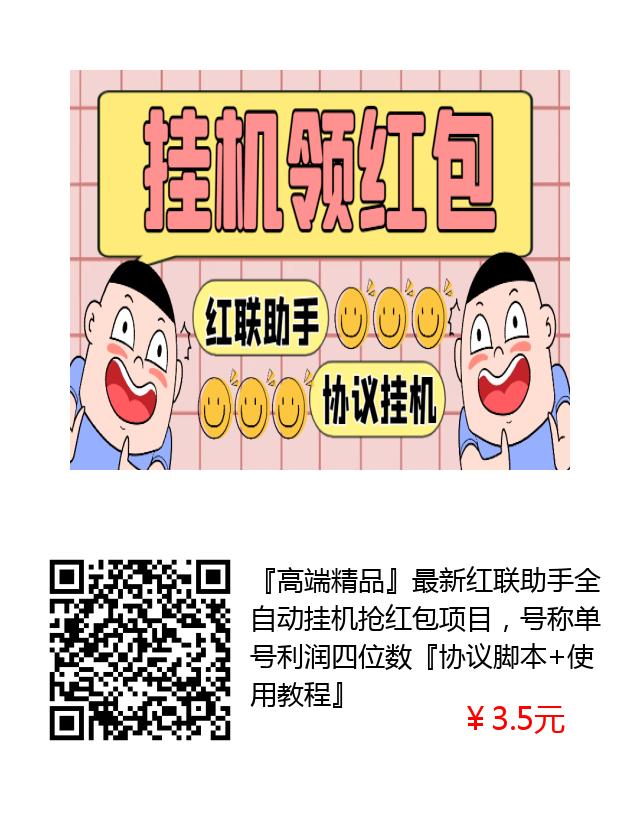 挂机领红包
红联助手
协议挂机
『高端精品』最新红联助手全
自动挂机抢红包项目，号称单
号利润四位数『协议脚本+使
用教程』
￥3.5元